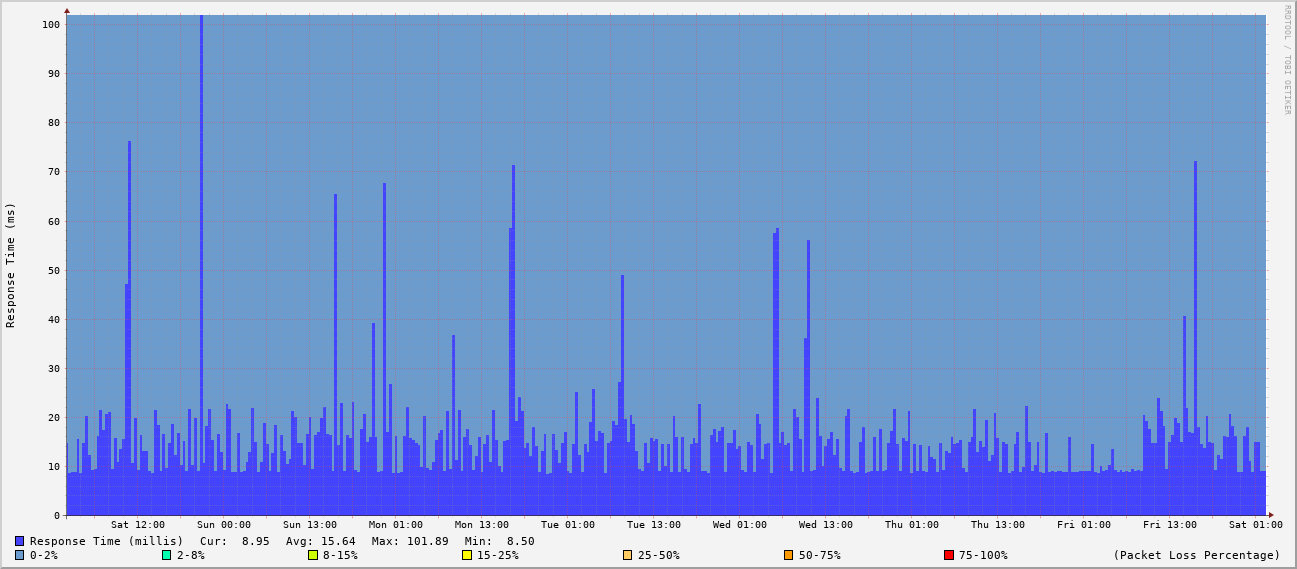 RRDTOOL / TOBI OETIKER
Response Time (ms)
100
90
80
70
60
50
40
30
20
10
0
Sat 12:00 Sun 00:00 Sun 13:00 Mon 01:00 Mon 13:00 Tue 01:00 Tue 13:00 Wed 01:00 Wed 13:00 Thu 01:00 Thu 13:00 Fri 01:00 Fri 13:00 Sat 01:00
Response Time (millis) Cur: 8.95 Avg: 15.64 Max: 101.89 Min: 8.50
0-2% 2-8% 8-15% 15-25% 25-50% 50-75% 75-100% (Packet Loss Percentage)